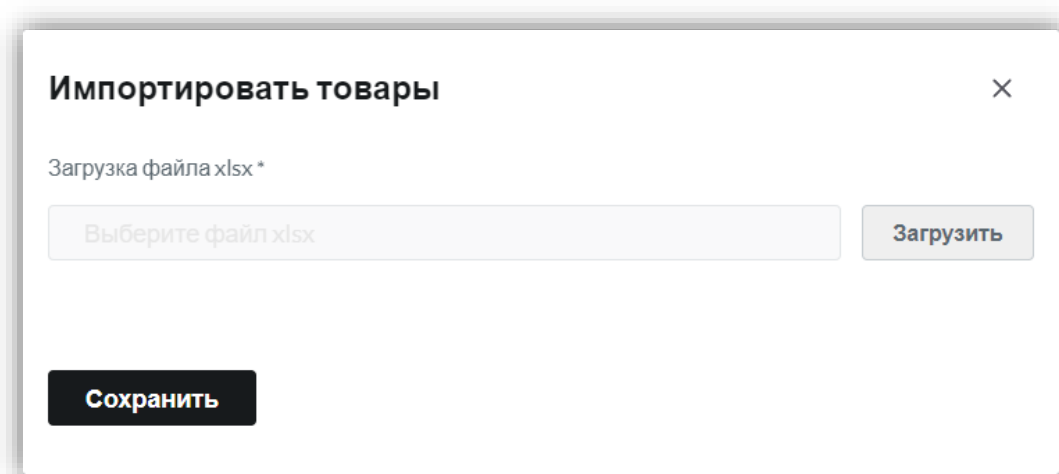 Импортировать товары
Загрузка файла xlsx *
Выберите файл xlsx
Загрузить
Сохранить